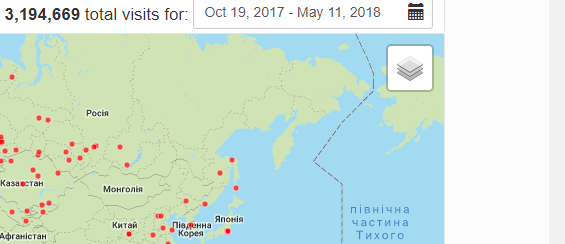 3,194,669 total visits for: Oct 19, 2017 - May 11, 2018
Росія
Казахстан
Монголія
Китай
Південна
Корея
Японія
Афганістан
північна
частина
Тихого